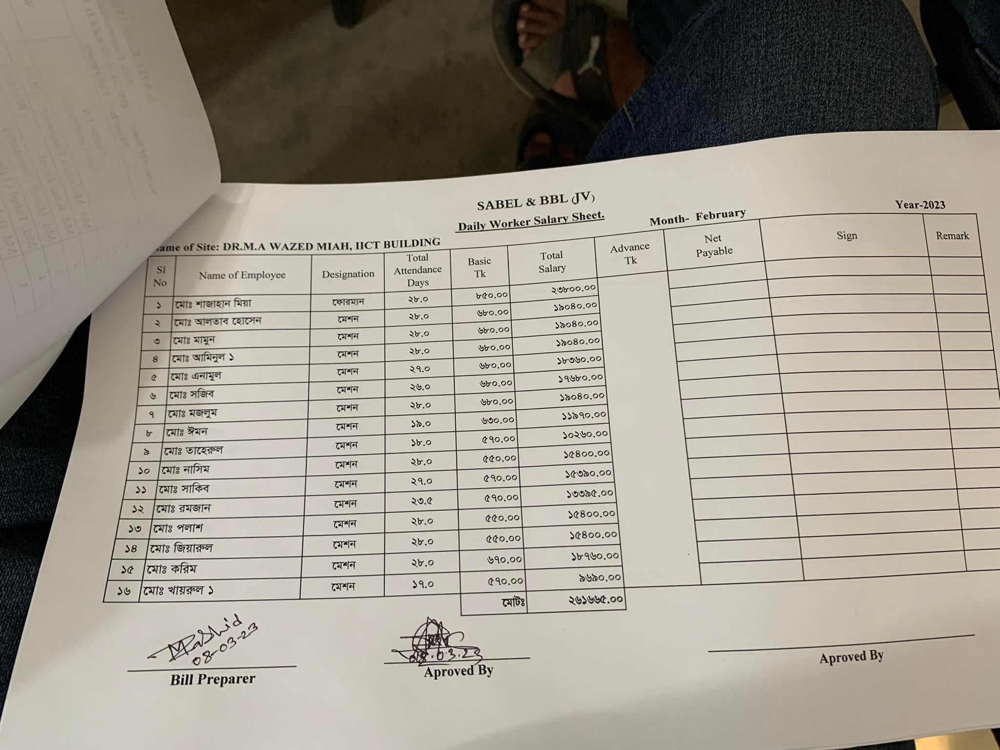 SABEL & BBL (JV)
Daily Worker Salary Sheet.
Month- February
Year-2023
ame of Site: DR.M.A WAZED MIAH, IICT BUILDING
Sl No Name of Employee Designation Total Attendance Days Basic Tk Total Salary Advance Tk Net Payable Sign Remark
১ মোঃ শাজাহান মিয়া ফোরম্যন ২৮.০ ৮৫০.০০ ২৩৮০০.০০
২ মোঃ আলতাব হোসেন মেশন ২৮.০ ৬৮০.০০ ১৯০৪০.০০
৩ মোঃ মামুন মেশন ২৮.০ ৬৮০.০০ ১৯০৪০.০০
৪ মোঃ আমিনুল ১ মেশন ২৮.০ ৬৮০.০০ ১৯০৪০.০০
৫ মোঃ এনামুল মেশন ২৭.০ ৬৮০.০০ ১৮৩৬০.০০
৬ মোঃ সজিব মেশন ২৬.০ ৬৮০.০০ ১৭৬৮০.০০
৭ মোঃ মজলুম মেশন ২৮.০ ৬৮০.০০ ১৯০৪০.০০
৮ মোঃ ঈমন মেশন ১৯.০ ৬৩০.০০ ১১৯৭০.০০
৯ মোঃ তাহেরুল মেশন ১৮.০ ৫৭০.০০ ১০২৬০.০০
১০ মোঃ নাসিম মেশন ২৮.০ ৫৫০.০০ ১৫৪০০.০০
১১ মোঃ সাকিব মেশন ২৭.০ ৫৭০.০০ ১৫৩৯০.০০
১২ মোঃ রমজান মেশন ২৩.৫ ৫৭০.০০ ১৩৩৯৫.০০
১৩ মোঃ পলাশ মেশন ২৮.০ ৫৫০.০০ ১৫৪০০.০০
১৪ মোঃ জিয়ারুল মেশন ২৮.০ ৫৫০.০০ ১৫৪০০.০০
১৫ মোঃ করিম মেশন ২৮.০ ৬৭০.০০ ১৮৭৬০.০০
১৬ মোঃ খায়রুল ১ মেশন ১৭.০ ৫৭০.০০ ৯৬৯০.০০
মোটঃ ২৬১৬৬৫.০০
Mashid
08-03-23
08.03.23
Bill Preparer
Aproved By
Aproved By